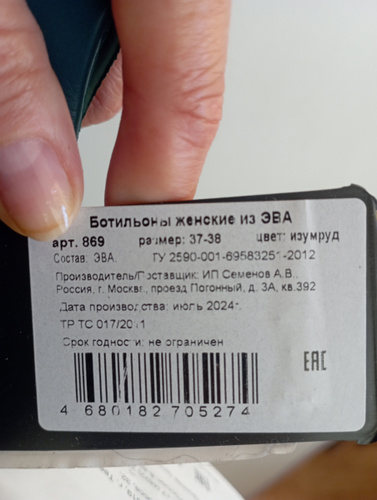 Ботильоны женские из ЭВА
арт. 869 размер: 37-38 цвет: изумруд
Состав: ЭВА. ТУ 2590-001-69583251-2012
Производитель/Поставщик: ИП Семенов А.В.,
Россия, г. Москва, проезд Погонный, д. 3А, кв.392
Дата производства: июль 2024г.
ТР ТС 017/2011
Срок годности: не ограничен
EAC
4 680182 705274